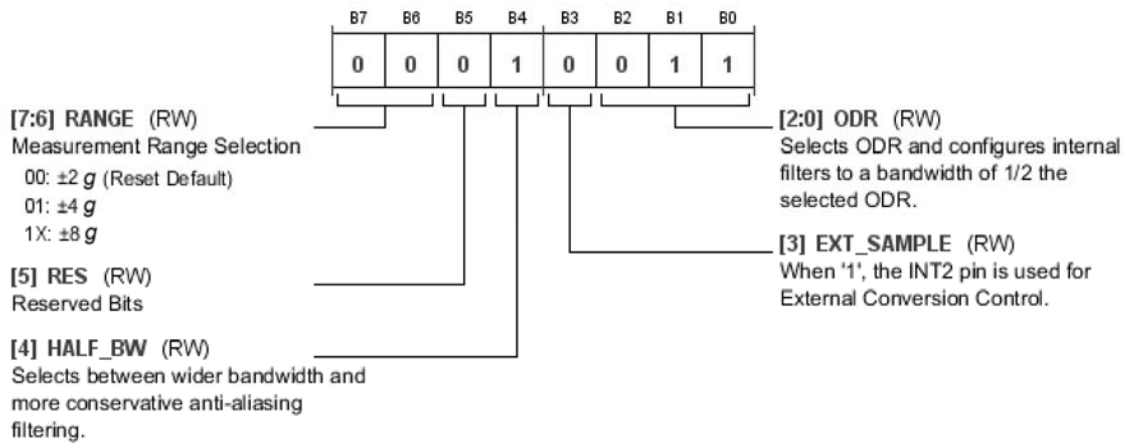 B7 B6 B5 B4 B3 B2 B1 B0
0 0 0 1 0 0 1 1
[7:6] RANGE (RW)
Measurement Range Selection
00: ±2 g (Reset Default)
01: ±4 g
1X: ±8 g
[5] RES (RW)
Reserved Bits
[4] HALF_BW (RW)
Selects between wider bandwidth and
more conservative anti-aliasing
filtering.
[2:0] ODR (RW)
Selects ODR and configures internal
filters to a bandwidth of 1/2 the
selected ODR.
[3] EXT_SAMPLE (RW)
When '1', the INT2 pin is used for
External Conversion Control.